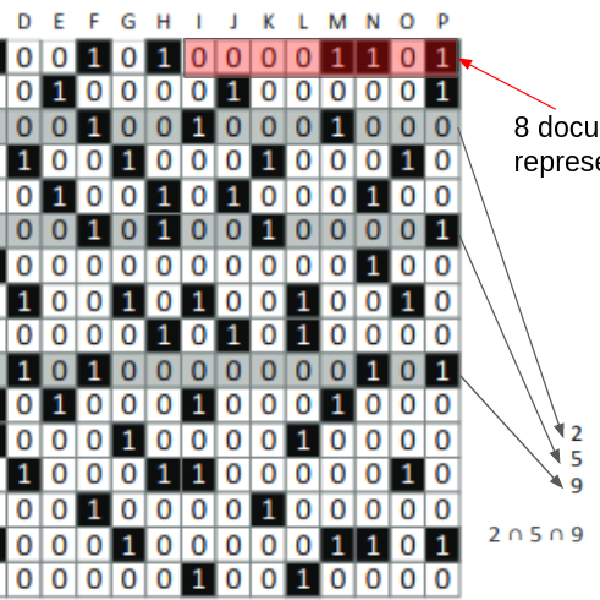 D E F G H I J K L M N O P
0 0 1 0 1 0 0 0 0 1 1 0 1
0 1 0 0 0 0 1 0 0 0 0 0 1
0 0 1 0 0 1 0 0 0 1 0 0 0
1 0 0 1 0 0 0 1 0 0 0 1 0
0 1 0 0 1 0 1 0 0 0 1 0 0
0 0 1 0 1 0 0 1 0 0 0 0 1
0 0 0 0 0 0 0 0 0 0 1 0 0
1 0 0 1 0 1 0 0 1 0 0 1 0
0 0 0 0 1 0 1 0 1 0 0 0 0
1 0 1 0 0 0 0 0 0 0 1 0 1
0 1 0 0 0 1 0 0 0 1 0 0 0
0 0 0 1 0 0 0 0 1 0 0 0 0
1 0 0 0 1 1 0 0 0 0 0 1 0
0 0 1 0 0 0 0 1 0 0 0 0 0
0 0 0 1 0 0 0 0 0 1 1 0 1
0 0 0 0 0 1 0 0 1 0 0 0 0
8 docu
represe
2
5
9
2 ∩ 5 ∩ 9